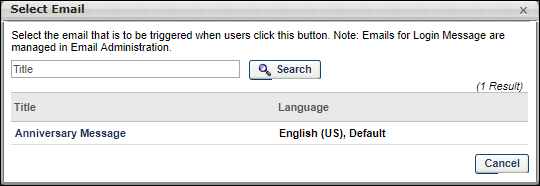 Select Email
Select the email that is to be triggered when users click this button. Note: Emails for Login Message are
managed in Email Administration.
Title Search
(1 Result)
Title Language
Anniversary Message English (US), Default
Cancel